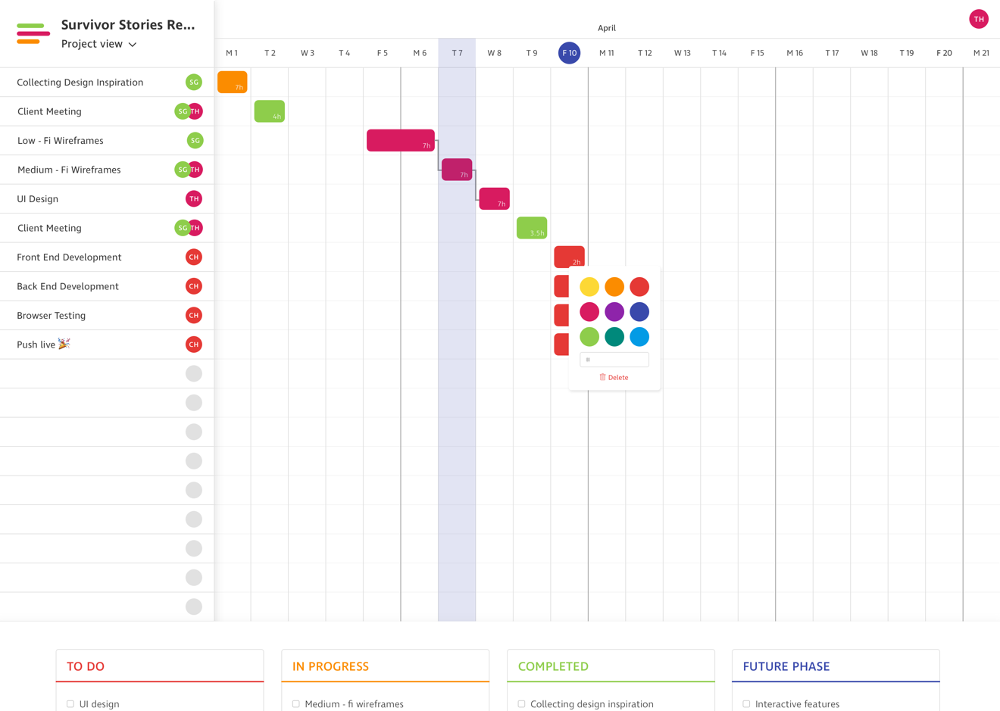 Survivor Stories Re...
Project view
TH
April
M 1 T 2 W 3 T 4 F 5 M 6 T 7 W 8 T 9 F 10 M 11 T 12 W 13 T 14 F 15 M 16 T 17 W 18 T 19 F 20 M 21
Collecting Design Inspiration SG 7h
Client Meeting SG TH 4h
Low - Fi Wireframes SG 7h
Medium - Fi Wireframes SG TH 7h
UI Design TH 7h
Client Meeting SG TH 3.5h
Front End Development CH 2h
Back End Development CH
Browser Testing CH
Push live CH
Delete
TO DO
UI design
IN PROGRESS
Medium - fi wireframes
COMPLETED
Collecting design inspiration
FUTURE PHASE
Interactive features